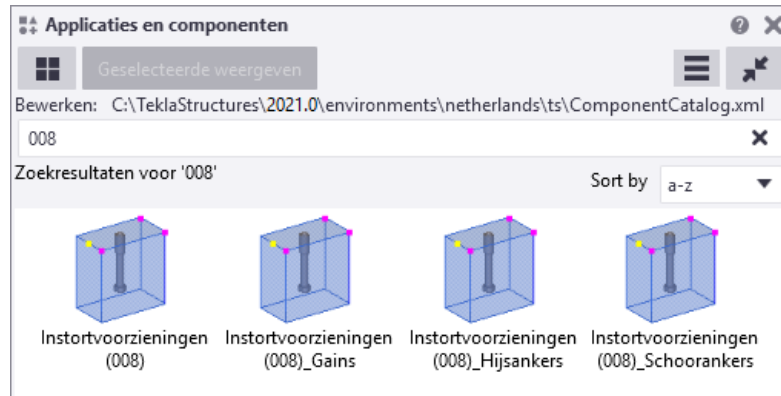 Applicaties en componenten
Geselecteerde weergeven
Bewerken: C:\TeklaStructures\2021.0\environments\netherlands\ts\ComponentCatalog.xml
008
Zoekresultaten voor '008'
Sort by a-z
Instortvoorzieningen Instortvoorzieningen Instortvoorzieningen Instortvoorzieningen
(008) (008)_Gains (008)_Hijsankers (008)_Schoorankers